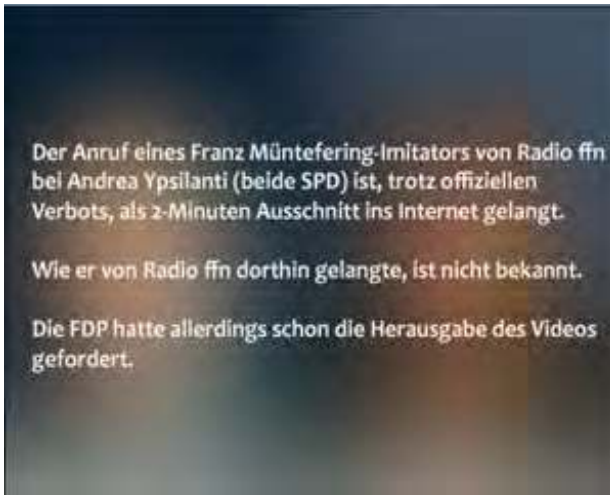 Der Anruf eines Franz Müntefering-Imitators von Radio ffn
bei Andrea Ypsilanti (beide SPD) ist, trotz offiziellen
Verbots, als 2-Minuten Ausschnitt ins Internet gelangt.
Wie er von Radio ffn dorthin gelangte, ist nicht bekannt.
Die FDP hatte allerdings schon die Herausgabe des Videos
gefordert.